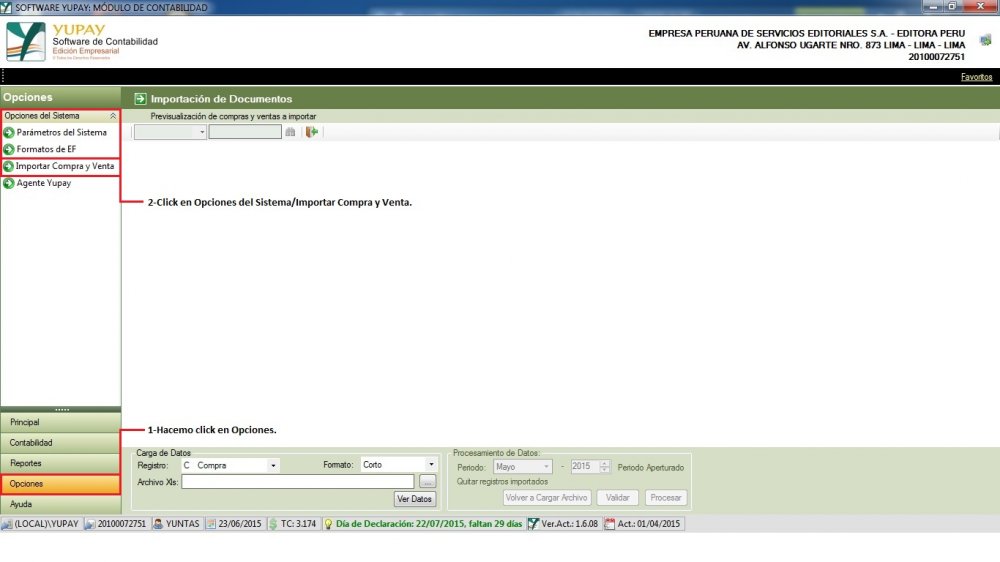 SOFTWARE YUPAY: MÓDULO DE CONTABILIDAD
YUPAY
Software de Contabilidad
Edición Empresarial
© Todos los Derechos Reservados
EMPRESA PERUANA DE SERVICIOS EDITORIALES S.A. - EDITORA PERU
AV. ALFONSO UGARTE NRO. 873 LIMA - LIMA - LIMA
20100072751
Favoritos
Opciones
Importación de Documentos
Opciones del Sistema
Previsualización de compras y ventas a importar
Parámetros del Sistema
Formatos de EF
Importar Compra y Venta
Agente Yupay
2-Click en Opciones del Sistema/Importar Compra y Venta.
Principal
Contabilidad
Reportes
Opciones
Ayuda
1-Hacemo click en Opciones.
Carga de Datos
Registro: C Compra Formato: Corto
Archivo Xls: ...
Ver Datos
Procesamiento de Datos:
Periodo: Mayo - 2015 Periodo Aperturado
Quitar registros importados
Volver a Cargar Archivo Validar Procesar
(LOCAL)\YUPAY 20100072751 YUNTAS 23/06/2015 TC: 3.174 Día de Declaración: 22/07/2015, faltan 29 días Ver.Act.: 1.6.08 Act.: 01/04/2015